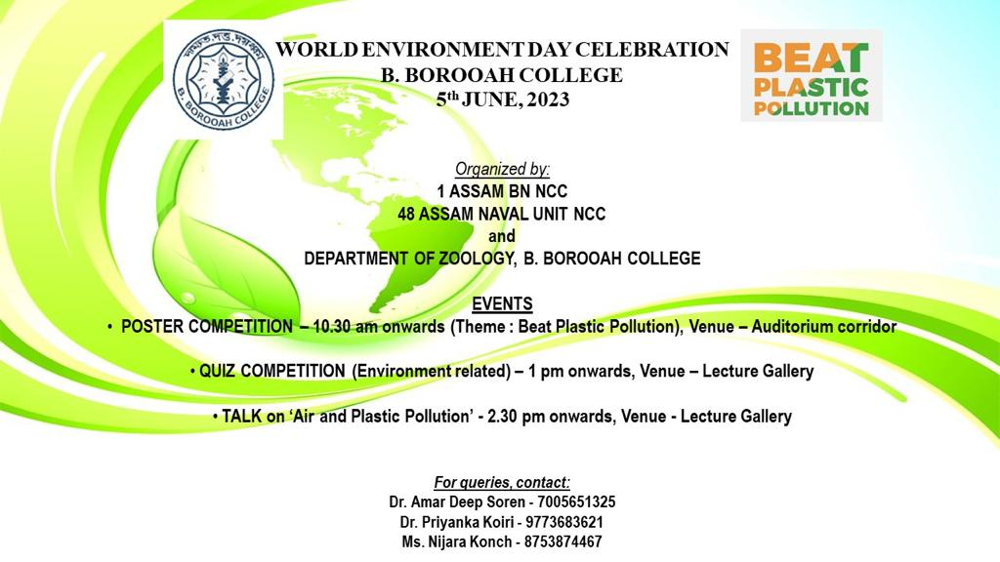 WORLD ENVIRONMENT DAY CELEBRATION
B. BOROOAH COLLEGE
5th JUNE, 2023
B. BOROOAH COLLEGE
BEAT
PLASTIC
POLLUTION
Organized by:
1 ASSAM BN NCC
48 ASSAM NAVAL UNIT NCC
and
DEPARTMENT OF ZOOLOGY, B. BOROOAH COLLEGE
EVENTS
• POSTER COMPETITION – 10.30 am onwards (Theme : Beat Plastic Pollution), Venue – Auditorium corridor
• QUIZ COMPETITION (Environment related) – 1 pm onwards, Venue – Lecture Gallery
• TALK on ‘Air and Plastic Pollution’ - 2.30 pm onwards, Venue - Lecture Gallery
For queries, contact:
Dr. Amar Deep Soren - 7005651325
Dr. Priyanka Koiri - 9773683621
Ms. Nijara Konch - 8753874467